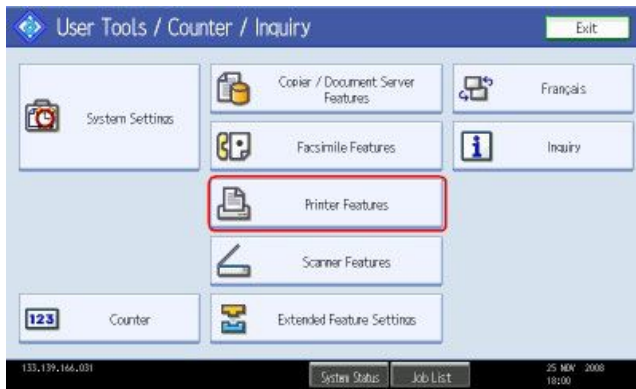 User Tools / Counter / Inquiry
Exit
System Settings
Copier / Document Server
Features
Français
Facsimile Features
Inquiry
Printer Features
Scanner Features
123
Counter
Extended Feature Settings
133.139.166.031
System Status
Job List
25 NOV 2008
18:00